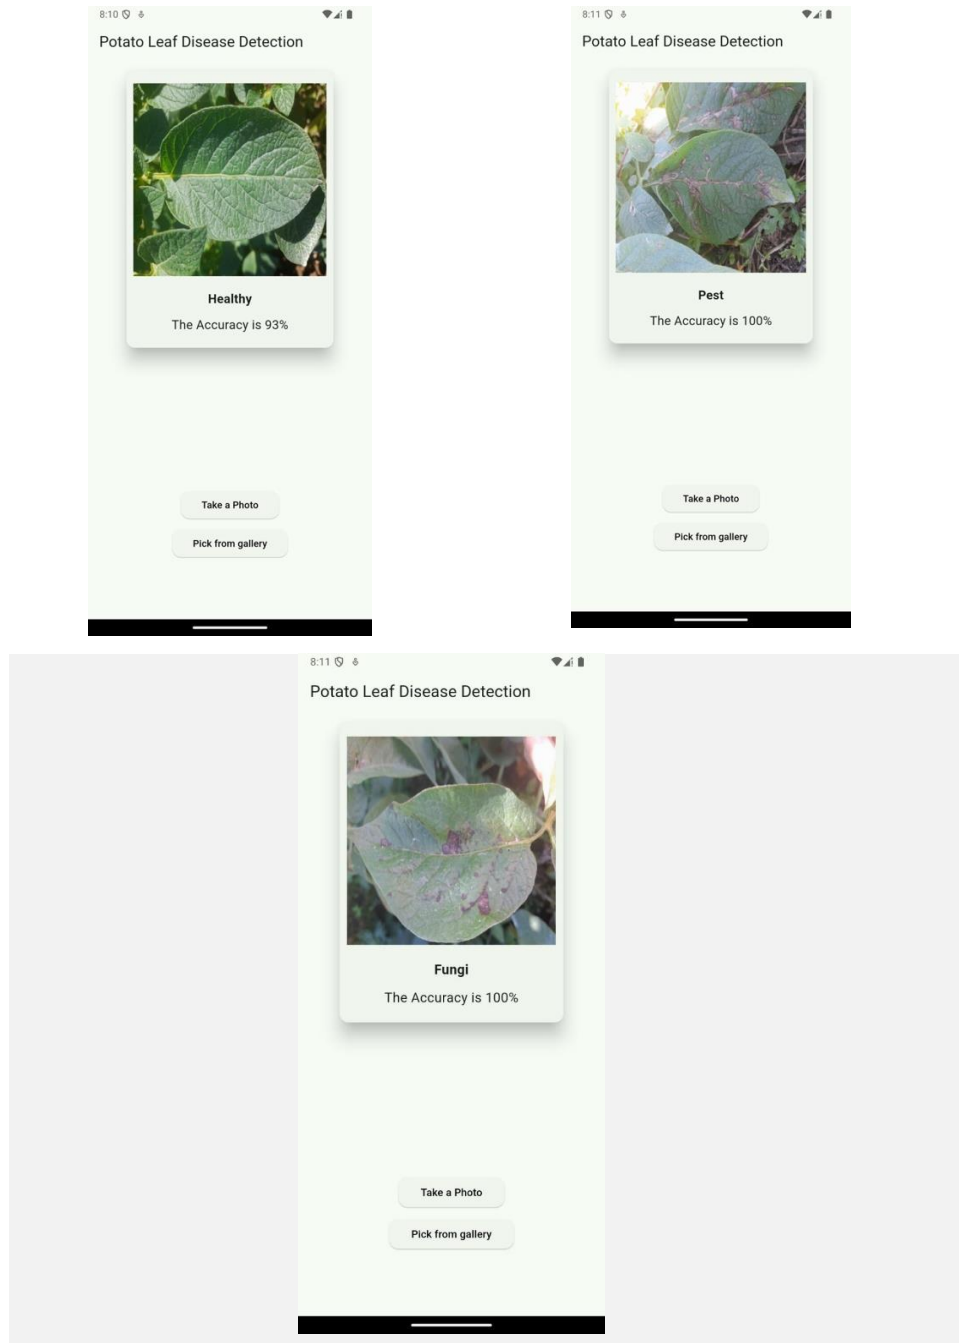 8:10
Potato Leaf Disease Detection
Healthy
The Accuracy is 93%
Take a Photo
Pick from gallery
8:11
Potato Leaf Disease Detection
Pest
The Accuracy is 100%
Take a Photo
Pick from gallery
8:11
Potato Leaf Disease Detection
Fungi
The Accuracy is 100%
Take a Photo
Pick from gallery